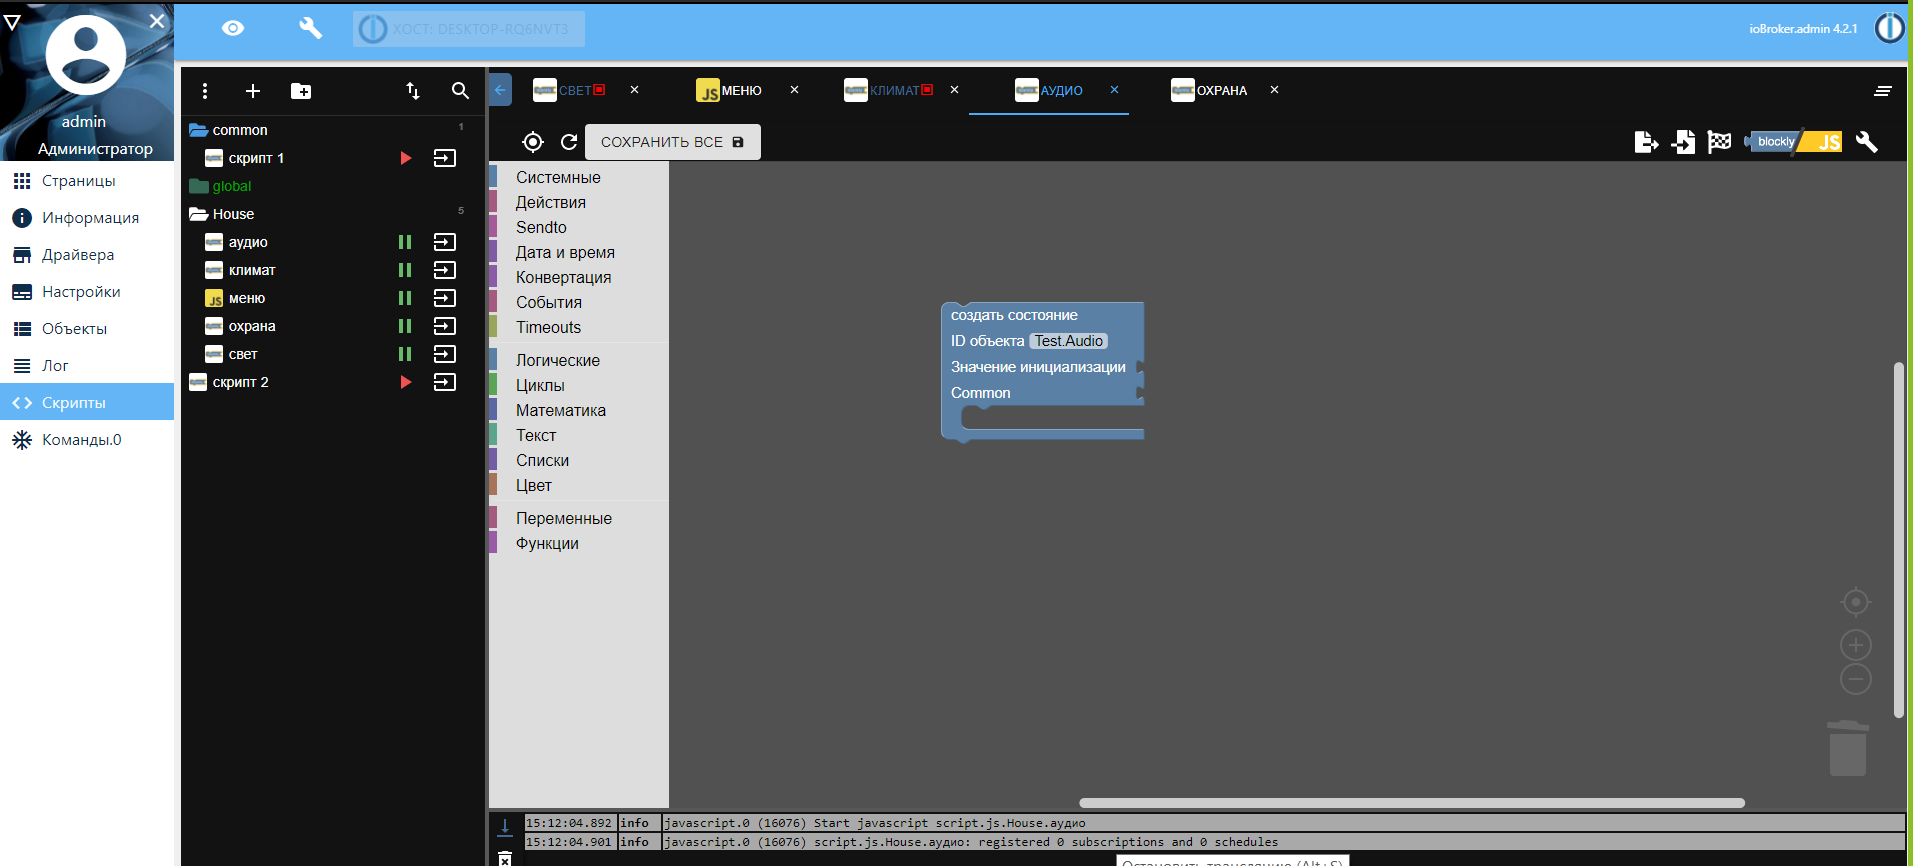 ХОСТ: DESKTOP-RQ6NVT3
ioBroker.admin 4.2.1
admin
Администратор
Страницы
Информация
Драйвера
Настройки
Объекты
Лог
Скрипты
Команды.0
common 1
скрипт 1
global
House 5
аудио
климат
JS меню
охрана
свет
скрипт 2
СВЕТ
JS МЕНЮ
КЛИМАТ
АУДИО
ОХРАНА
СОХРАНИТЬ ВСЕ
blockly JS
Системные
Действия
Sendto
Дата и время
Конвертация
События
Timeouts
Логические
Циклы
Математика
Текст
Списки
Цвет
Переменные
Функции
создать состояние
ID объекта Test.Audio
Значение инициализации
Common
15:12:04.892 info javascript.0 (16076) Start javascript script.js.House.аудио
15:12:04.901 info javascript.0 (16076) script.js.House.аудио: registered 0 subscriptions and 0 schedules
Остановить трансляцию (Alt+S)